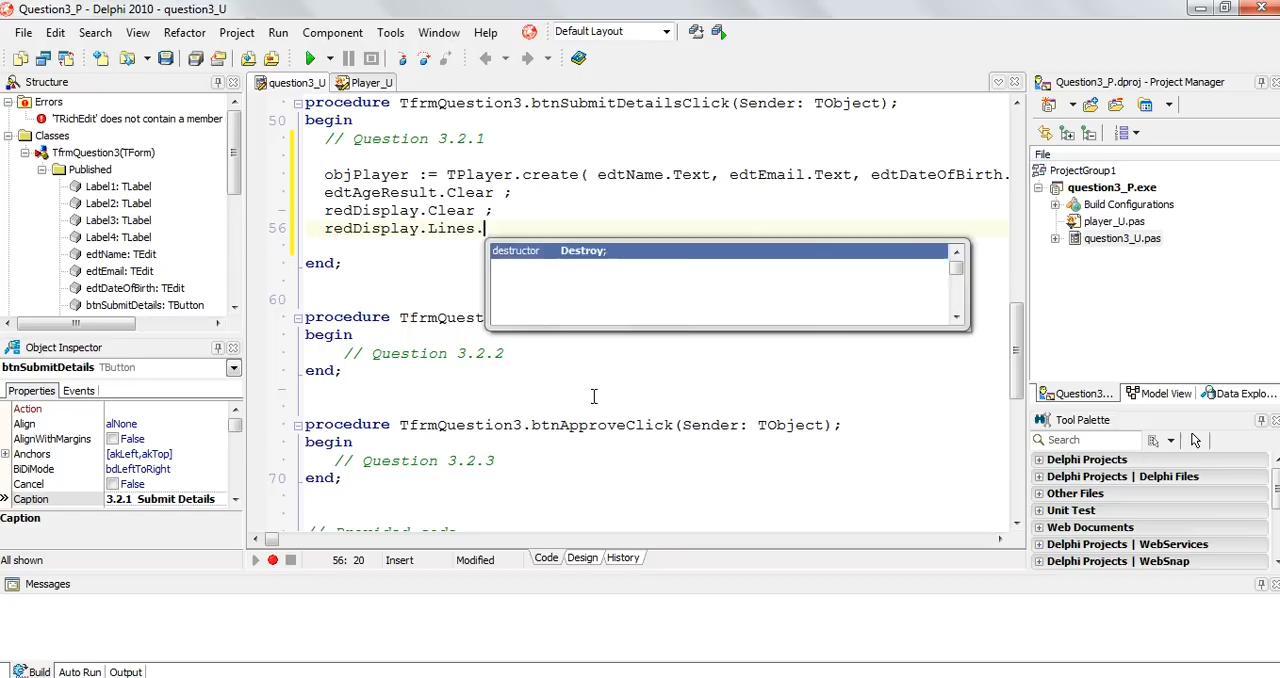 Question3_P - Delphi 2010 - question3_U
File Edit Search View Refactor Project Run Component Tools Window Help Default Layout
Structure
Errors
'TRichEdit' does not contain a member
Classes
TfrmQuestion3(TForm)
Published
Label1: TLabel
Label2: TLabel
Label3: TLabel
Label4: TLabel
edtName: TEdit
edtEmail: TEdit
edtDateOfBirth: TEdit
btnSubmitDetails: TButton
Object Inspector
btnSubmitDetails TButton
Properties Events
Action
Align alNone
AlignWithMargins False
Anchors [akLeft,akTop]
BiDiMode bdLeftToRight
Cancel False
Caption 3.2.1 Submit Details
Caption
All shown
question3_U Player_U
procedure TfrmQuestion3.btnSubmitDetailsClick(Sender: TObject);
50 begin
// Question 3.2.1
objPlayer := TPlayer.create( edtName.Text, edtEmail.Text, edtDateOfBirth.
edtAgeResult.Clear ;
redDisplay.Clear ;
56 redDisplay.Lines.
destructor Destroy;
end;
60
procedure TfrmQuest
begin
// Question 3.2.2
end;
procedure TfrmQuestion3.btnApproveClick(Sender: TObject);
begin
// Question 3.2.3
70 end;
// Provided code
56: 20 Insert Modified Code Design History
Question3_P.dproj - Project Manager
File
ProjectGroup1
question3_P.exe
Build Configurations
player_U.pas
question3_U.pas
Question3... Model View Data Explo...
Tool Palette
Search
Delphi Projects
Delphi Projects | Delphi Files
Other Files
Unit Test
Web Documents
Delphi Projects | WebServices
Delphi Projects | WebSnap
Messages
Build Auto Run Output